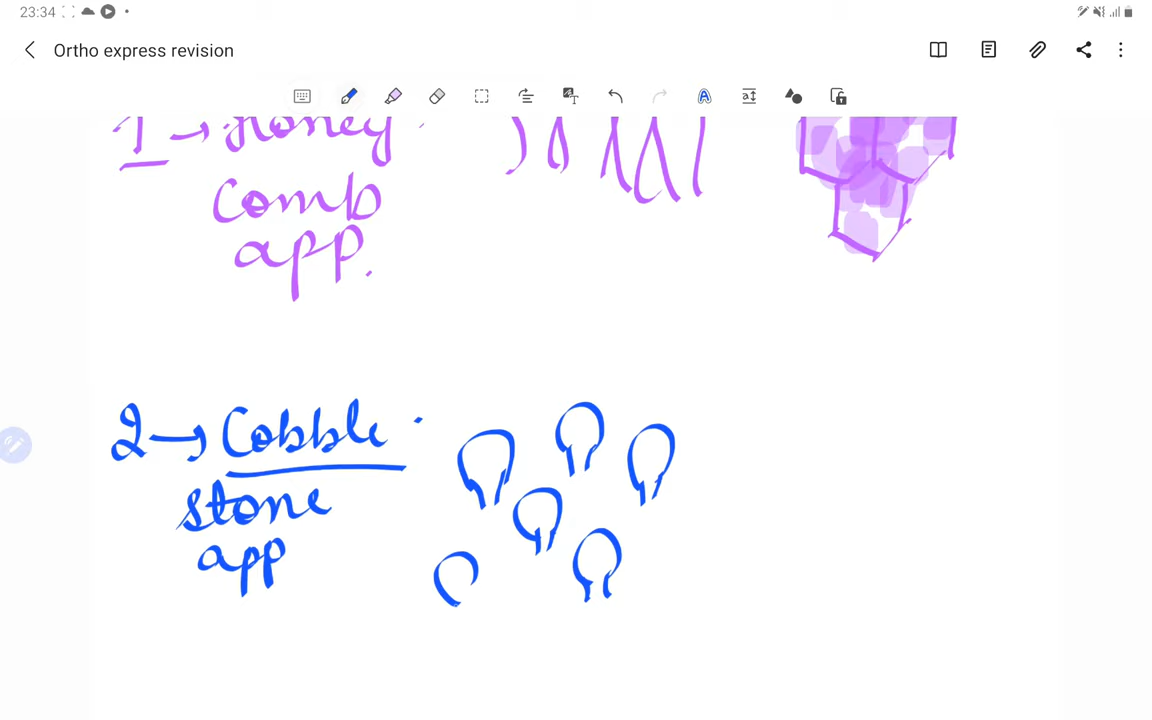 23:34
Ortho express revision
1 → Honey
comb
app.
2 → Cobble
stone
app